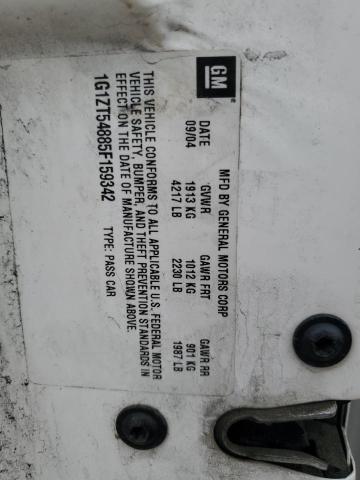 GM
MFD BY GENERAL MOTORS CORP
DATE GVWR GAWR FRT GAWR RR
09/04 1913 KG 1012 KG 901 KG
4217 LB 2230 LB 1987 LB
THIS VEHICLE CONFORMS TO ALL APPLICABLE U.S. FEDERAL MOTOR
VEHICLE SAFETY, BUMPER, AND THEFT PREVENTION STANDARDS IN
EFFECT ON THE DATE OF MANUFACTURE SHOWN ABOVE.
1G1ZT54885F159342 TYPE: PASS CAR